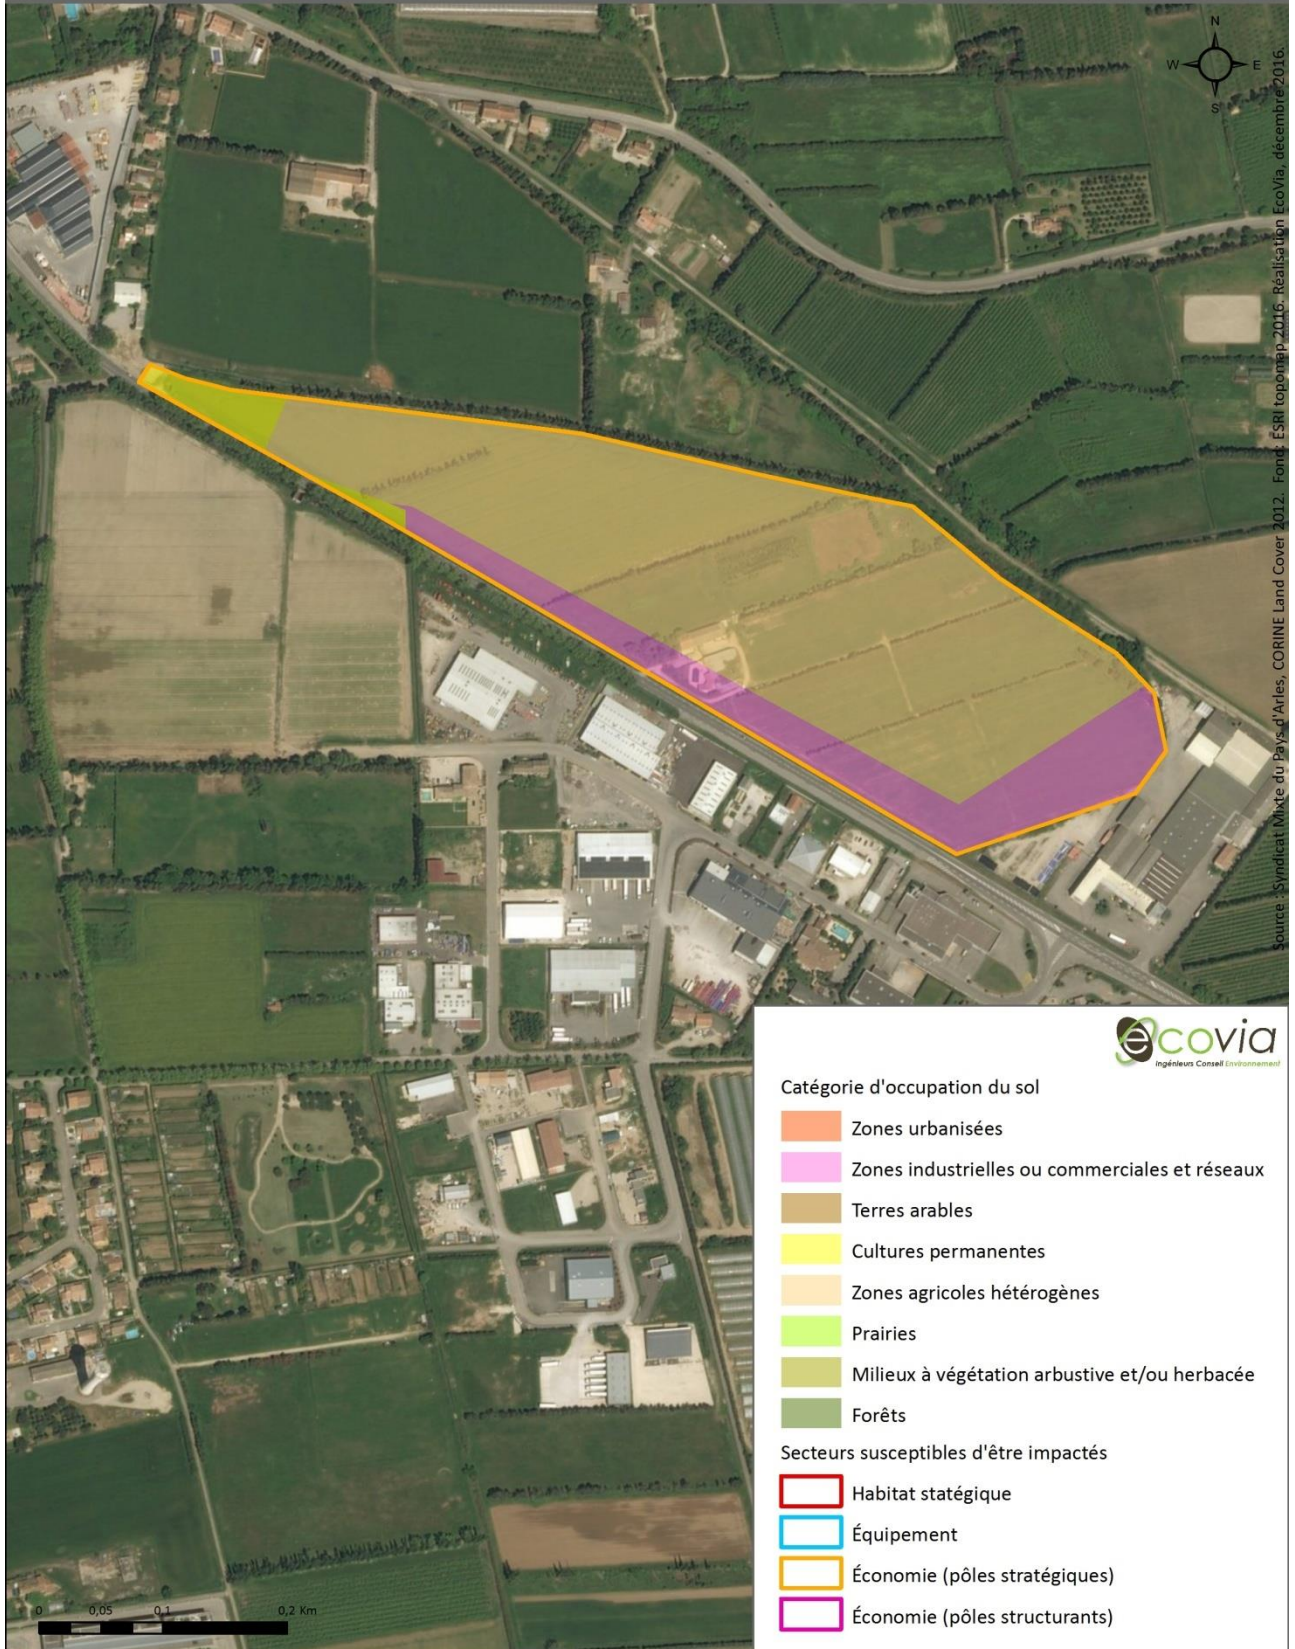 N
W E
S
Source : Syndicat Mixte du Pays d'Arles, CORINE Land Cover 2012. Fond: ESRI topomap 2016. Réalisation EcoVia, décembre 2016.
ecovia
Ingénieurs Conseil Environnement
Catégorie d'occupation du sol
Zones urbanisées
Zones industrielles ou commerciales et réseaux
Terres arables
Cultures permanentes
Zones agricoles hétérogènes
Prairies
Milieux à végétation arbustive et/ou herbacée
Forêts
Secteurs susceptibles d'être impactés
Habitat statégique
Équipement
Économie (pôles stratégiques)
Économie (pôles structurants)
0 0,05 0,1 0,2 Km